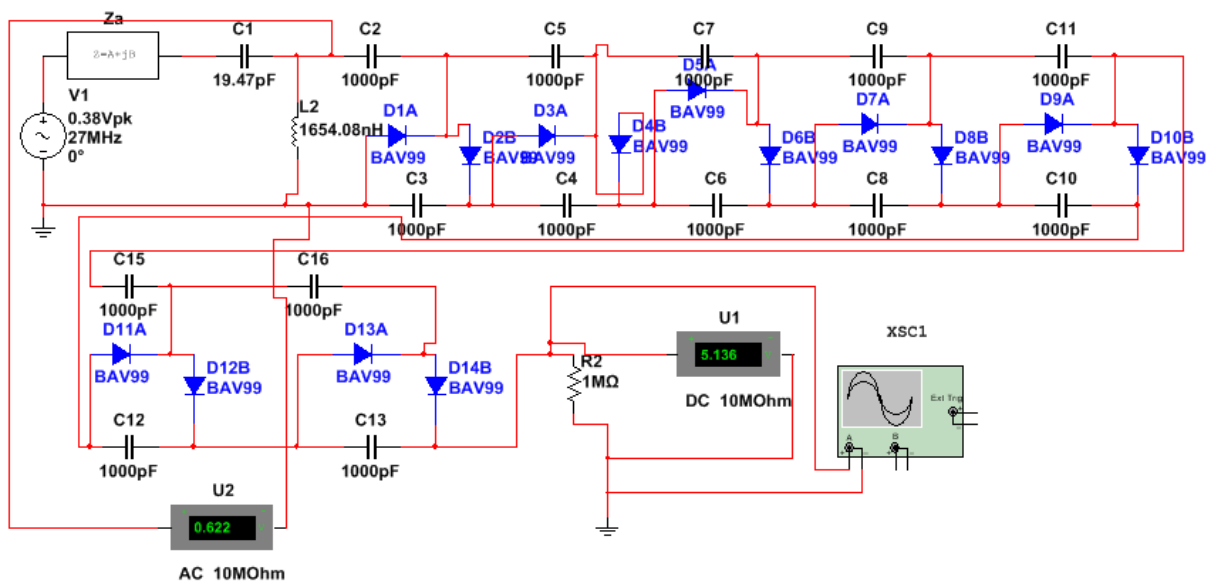 Za
Z=A+jB
C1
19.47pF
C2
1000pF
C5
1000pF
C7
1000pF
C9
1000pF
C11
1000pF
V1
0.38Vpk
27MHz
0°
L2
1654.08nH
D1A
BAV99
D2B
BAV99
D3A
BAV99
D4B
BAV99
D5A
BAV99
D6B
BAV99
D7A
BAV99
D8B
BAV99
D9A
BAV99
D10B
BAV99
C3
1000pF
C4
1000pF
C6
1000pF
C8
1000pF
C10
1000pF
C15
1000pF
C16
1000pF
D11A
BAV99
D12B
BAV99
D13A
BAV99
D14B
BAV99
C12
1000pF
C13
1000pF
R2
1MΩ
U1
5.136
DC 10MOhm
XSC1
Ext Trig
A
B
U2
0.622
AC 10MOhm